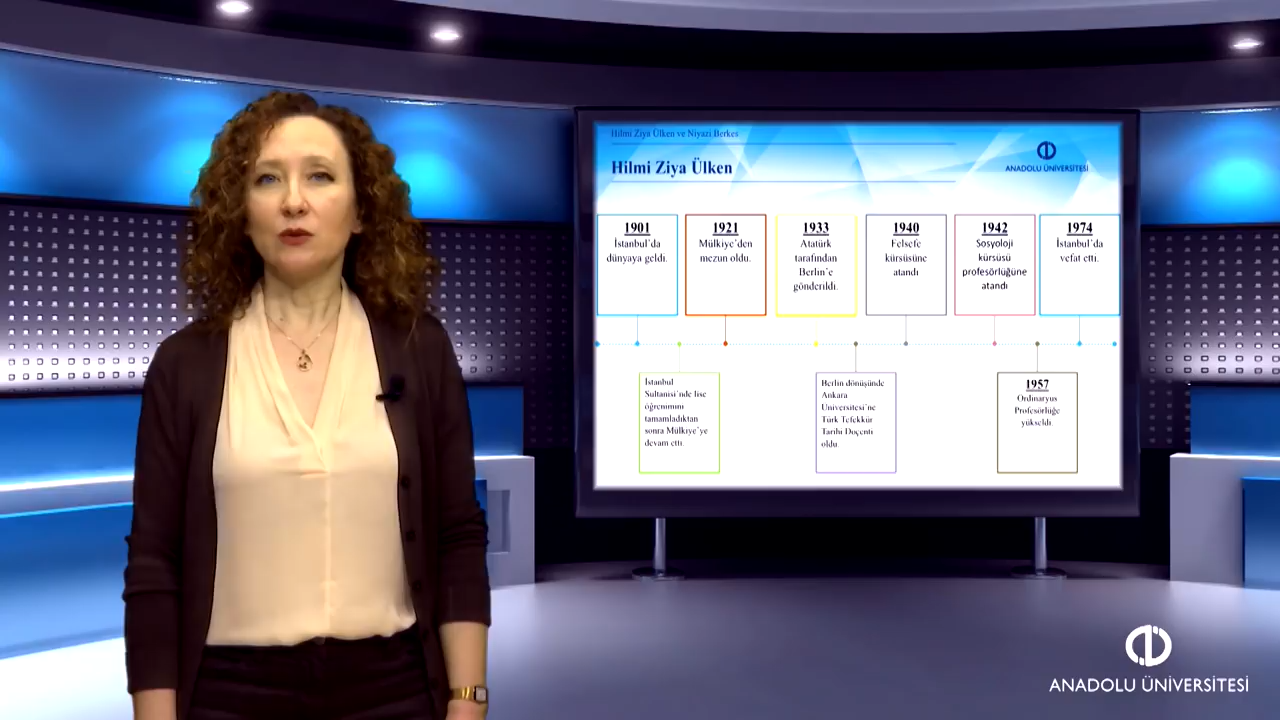 Hilmi Ziya Ülken ve Niyazi Berkes
Hilmi Ziya Ülken
ANADOLU ÜNİVERSİTESİ
1901
İstanbul'da
dünyaya geldi.
1921
Mülkiye'den
mezun oldu.
1933
Atatürk
tarafından
Berlin'e
gönderildi.
1940
Felsefe
kürsüsüne
atandı
1942
Sosyoloji
kürsüsü
profesörlüğüne
atandı
1974
İstanbul'da
vefat etti.
İstanbul
Sultanisi'nde lise
öğrenimini
tamamladıktan
sonra Mülkiye'ye
devam etti.
Berlin dönüşünde
Ankara
Üniversitesi'ne
Türk Tefekkür
Tarihi Doçenti
oldu.
1957
Ordinaryus
Profesörlüğe
yükseldi.
ANADOLU ÜNİVERSİTESİ